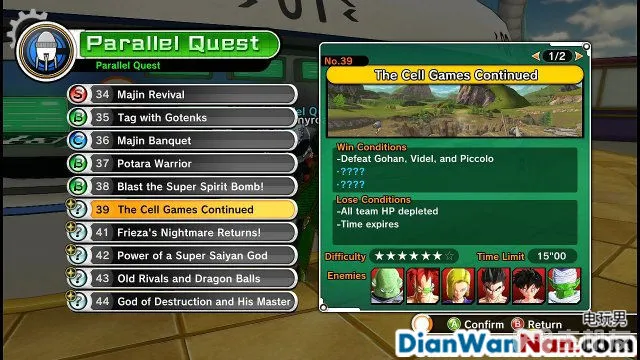 Parallel Quest
Parallel Quest
S 34 Majin Revival
B 35 Tag with Gotenks
C 36 Majin Banquet
B 37 Potara Warrior
B 38 Blast the Super Spirit Bomb!
? 39 The Cell Games Continued
? 41 Frieza's Nightmare Returns!
? 42 Power of a Super Saiyan God
? 43 Old Rivals and Dragon Balls
? 44 God of Destruction and His Master
1/2
No.39
The Cell Games Continued
Win Conditions
-Defeat Gohan, Videl, and Piccolo
-????
-????
Lose Conditions
-All team HP depleted
-Time expires
Difficulty ★★★★★★☆ Time Limit 15"00
Enemies
A Confirm B Return
电玩男
DianWanNan.com